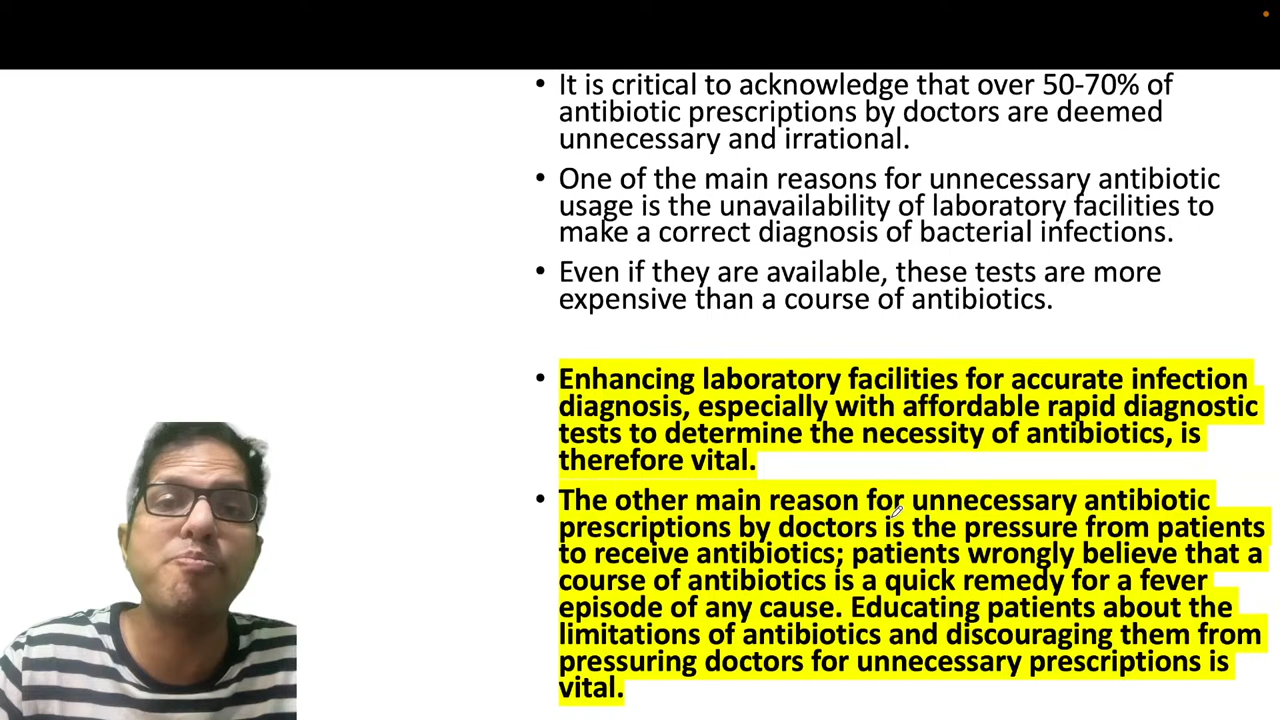 • It is critical to acknowledge that over 50-70% of
antibiotic prescriptions by doctors are deemed
unnecessary and irrational.
• One of the main reasons for unnecessary antibiotic
usage is the unavailability of laboratory facilities to
make a correct diagnosis of bacterial infections.
• Even if they are available, these tests are more
expensive than a course of antibiotics.
• Enhancing laboratory facilities for accurate infection
diagnosis, especially with affordable rapid diagnostic
tests to determine the necessity of antibiotics, is
therefore vital.
• The other main reason for unnecessary antibiotic
prescriptions by doctors is the pressure from patients
to receive antibiotics; patients wrongly believe that a
course of antibiotics is a quick remedy for a fever
episode of any cause. Educating patients about the
limitations of antibiotics and discouraging them from
pressuring doctors for unnecessary prescriptions is
vital.